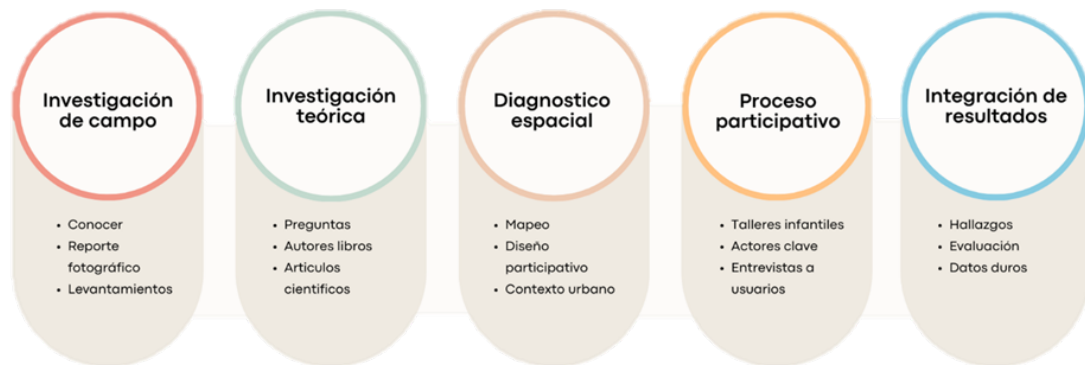 Investigación
de campo
• Conocer
• Reporte
fotográfico
• Levantamientos
Investigación
teórica
• Preguntas
• Autores libros
• Articulos
cientificos
Diagnostico
espacial
• Mapeo
• Diseño
participativo
• Contexto urbano
Proceso
participativo
• Talleres infantiles
• Actores clave
• Entrevistas a
usuarios
Integración de
resultados
• Hallazgos
• Evaluación
• Datos duros